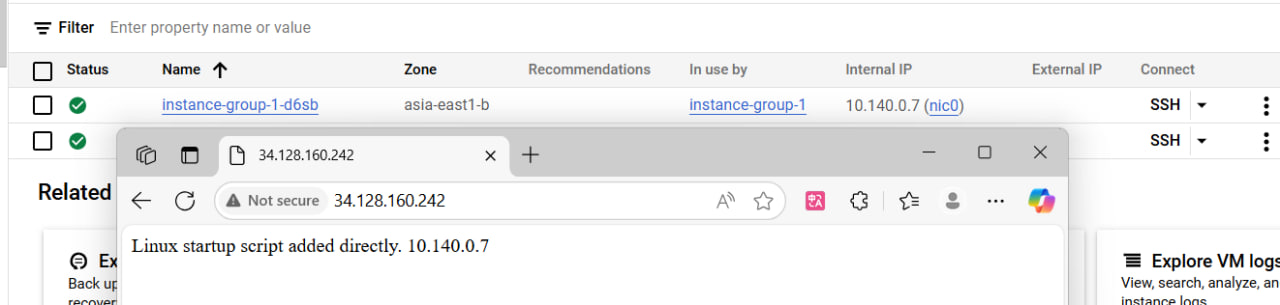 Filter Enter property name or value
Status Name Zone Recommendations In use by Internal IP External IP Connect
instance-group-1-d6sb asia-east1-b instance-group-1 10.140.0.7 (nic0) SSH
SSH
34.128.160.242
Related
Not secure 34.128.160.242
Linux startup script added directly. 10.140.0.7
Ex
Explore VM logs
Back up
View, search, analyze, an
recover
instance logs